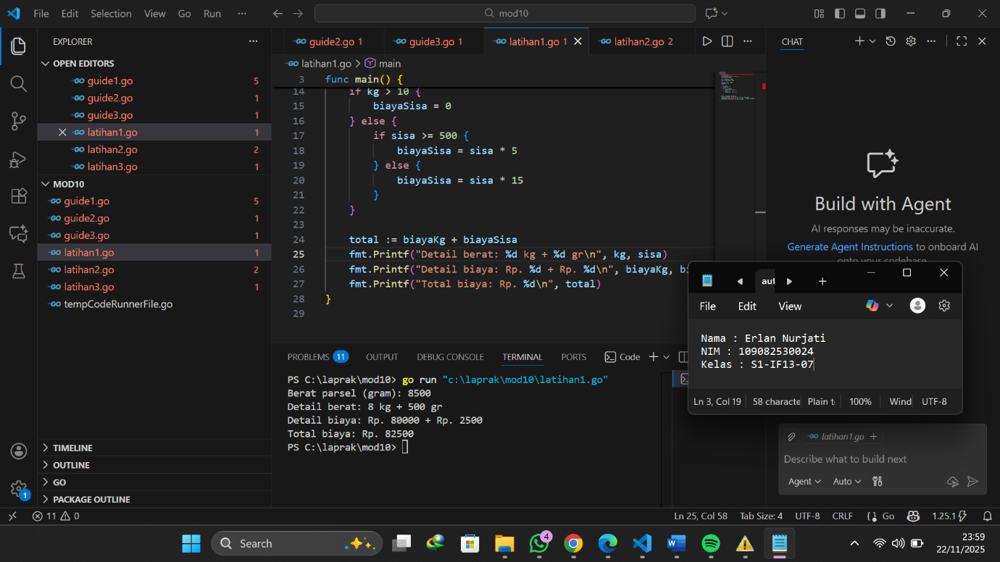 File Edit Selection View Go Run ··· mod10
EXPLORER ···
OPEN EDITORS
guide1.go 5
guide2.go 1
guide3.go 1
latihan1.go 1
latihan2.go 2
latihan3.go 1
MOD10
guide1.go 5
guide2.go 1
guide3.go 1
latihan1.go 1
latihan2.go 2
latihan3.go 1
tempCodeRunnerFile.go
TIMELINE
OUTLINE
GO
PACKAGE OUTLINE
guide2.go 1 guide3.go 1 latihan1.go 1 latihan2.go 2 ···
latihan1.go > main
3 func main() {
14 if kg > 10 {
15 biayaSisa = 0
16 } else {
17 if sisa >= 500 {
18 biayaSisa = sisa * 5
19 } else {
20 biayaSisa = sisa * 15
21 }
22 }
23
24 total := biayaKg + biayaSisa
25 fmt.Printf("Detail berat: %d kg + %d gr\n", kg, sisa)
26 fmt.Printf("Detail biaya: Rp. %d + Rp. %d\n", biayaKg, bi
27 fmt.Printf("Total biaya: Rp. %d\n", total)
28 }
29
PROBLEMS 11 OUTPUT DEBUG CONSOLE TERMINAL PORTS Code
PS C:\laprak\mod10> go run "c:\laprak\mod10\latihan1.go"
Berat parsel (gram): 8500
Detail berat: 8 kg + 500 gr
Detail biaya: Rp. 80000 + Rp. 2500
Total biaya: Rp. 82500
PS C:\laprak\mod10>
CHAT
Build with Agent
AI responses may be inaccurate.
Generate Agent Instructions to onboard AI
aut
File Edit View
Nama : Erlan Nurjati
NIM : 109082530024
Kelas : S1-IF13-07
Ln 3, Col 19 58 characte Plain t 100% Wind UTF-8
latihan1.go +
Describe what to build next
Agent Auto
1
11 0 Ln 25, Col 58 Tab Size: 4 UTF-8 CRLF {} Go 1.25.1
Search 4 23:59
22/11/2025